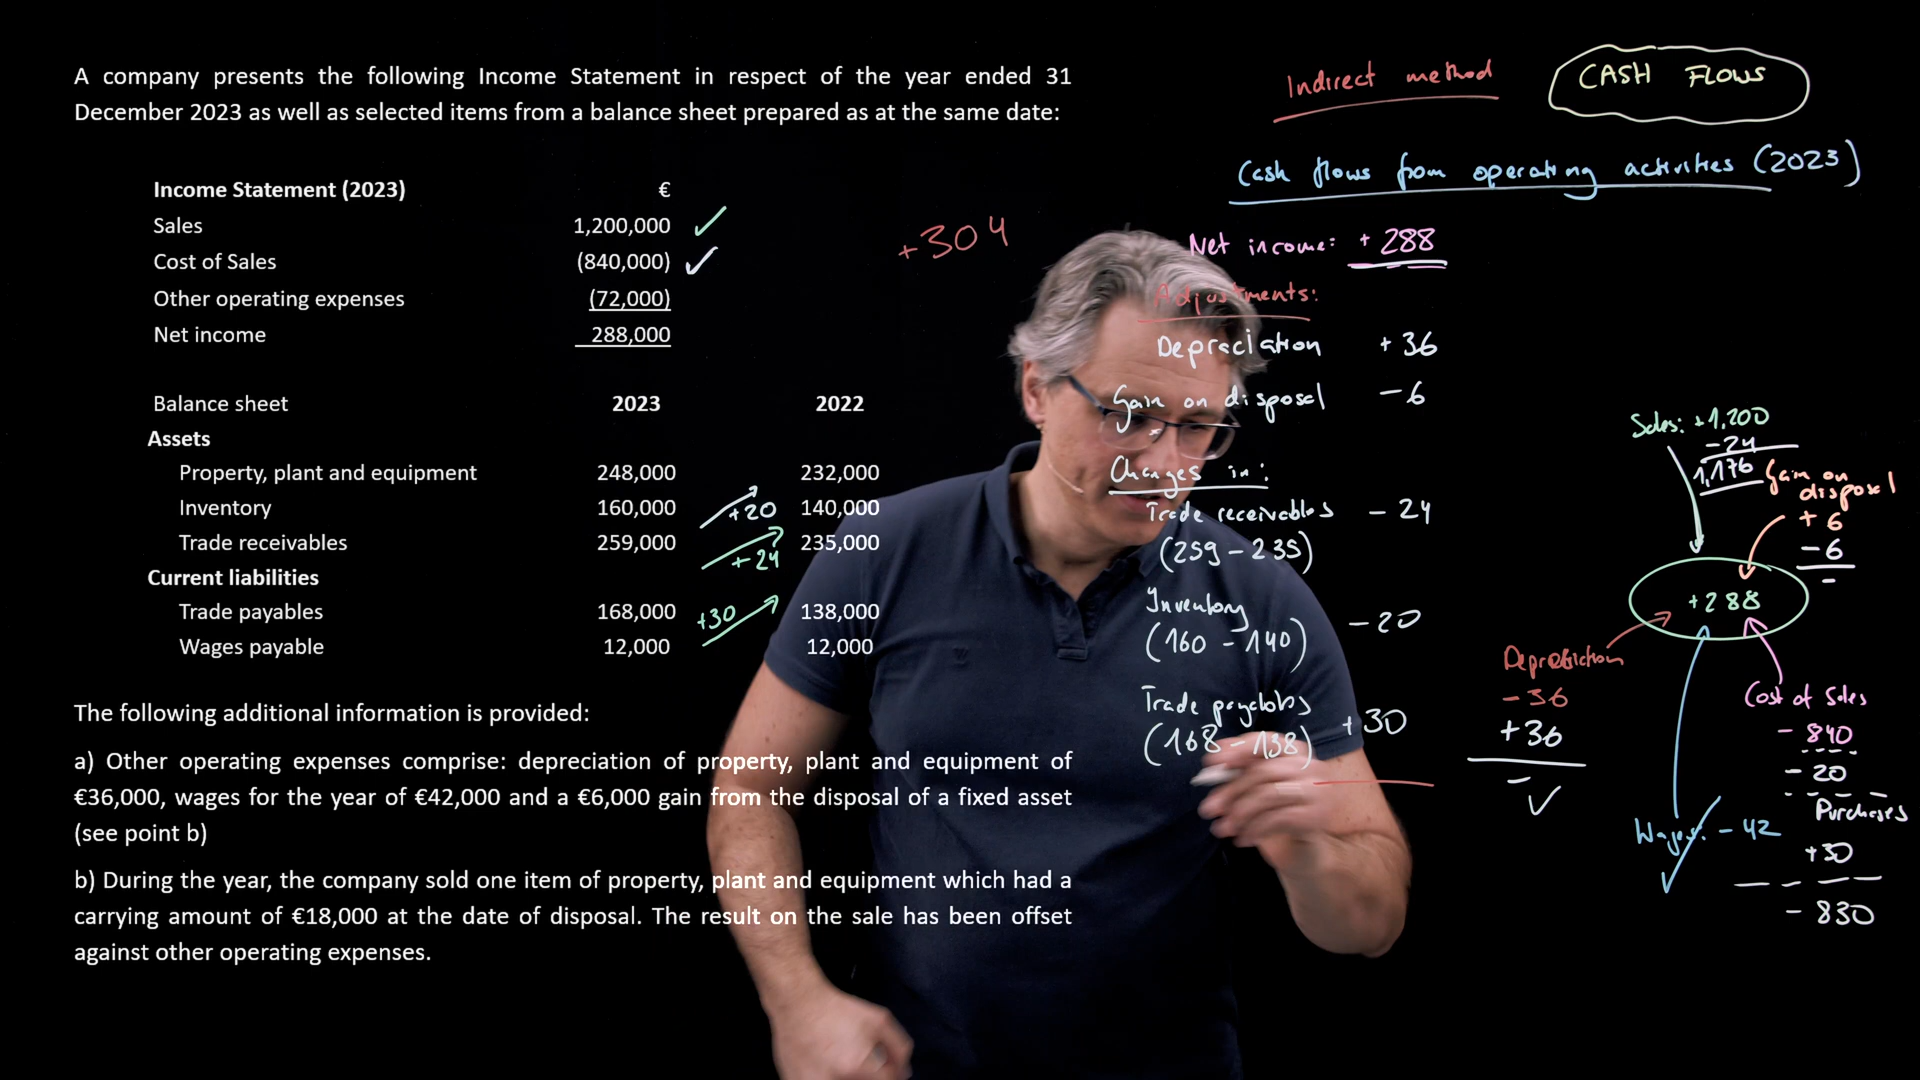 A company presents the following Income Statement in respect of the year ended 31
December 2023 as well as selected items from a balance sheet prepared as at the same date:
Income Statement (2023) €
Sales 1,200,000
Cost of Sales (840,000)
Other operating expenses (72,000)
Net income 288,000
Balance sheet 2023 2022
Assets
Property, plant and equipment 248,000 232,000
Inventory 160,000 +20 140,000
Trade receivables 259,000 +24 235,000
Current liabilities
Trade payables 168,000 +30 138,000
Wages payable 12,000 12,000
The following additional information is provided:
a) Other operating expenses comprise: depreciation of property, plant and equipment of
€36,000, wages for the year of €42,000 and a €6,000 gain from the disposal of a fixed asset
(see point b)
b) During the year, the company sold one item of property, plant and equipment which had a
carrying amount of €18,000 at the date of disposal. The result on the sale has been offset
against other operating expenses.
+304
Indirect method
CASH FLOWS
Cash flows from operating activities (2023)
Net income: + 288
Adjustments:
Depreciation + 36
Gain on disposal - 6
Changes in:
Trade receivables - 24
(259 - 235)
Inventory - 20
(160 - 140)
Trade payables +30
(168 - 138)
Sales: +1,200
-24
1,176
Gain on
disposal
+ 6
- 6
-
+288
Depreciation
- 36
+36
-
Cost of Sales
- 840
- 20
Purchases
+30
- 830
Wages: - 42